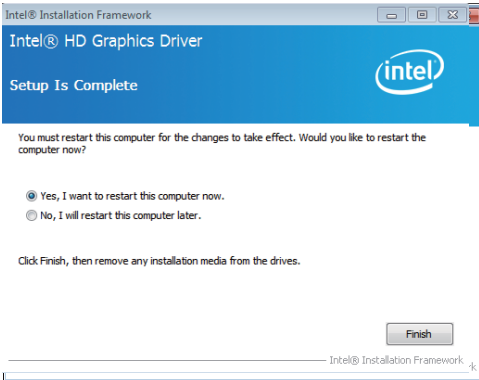 Intel® Installation Framework
Intel® HD Graphics Driver
intel
Setup Is Complete
You must restart this computer for the changes to take effect. Would you like to restart the
computer now?
Yes, I want to restart this computer now.
No, I will restart this computer later.
Click Finish, then remove any installation media from the drives.
Finish
Intel® Installation Framework
k